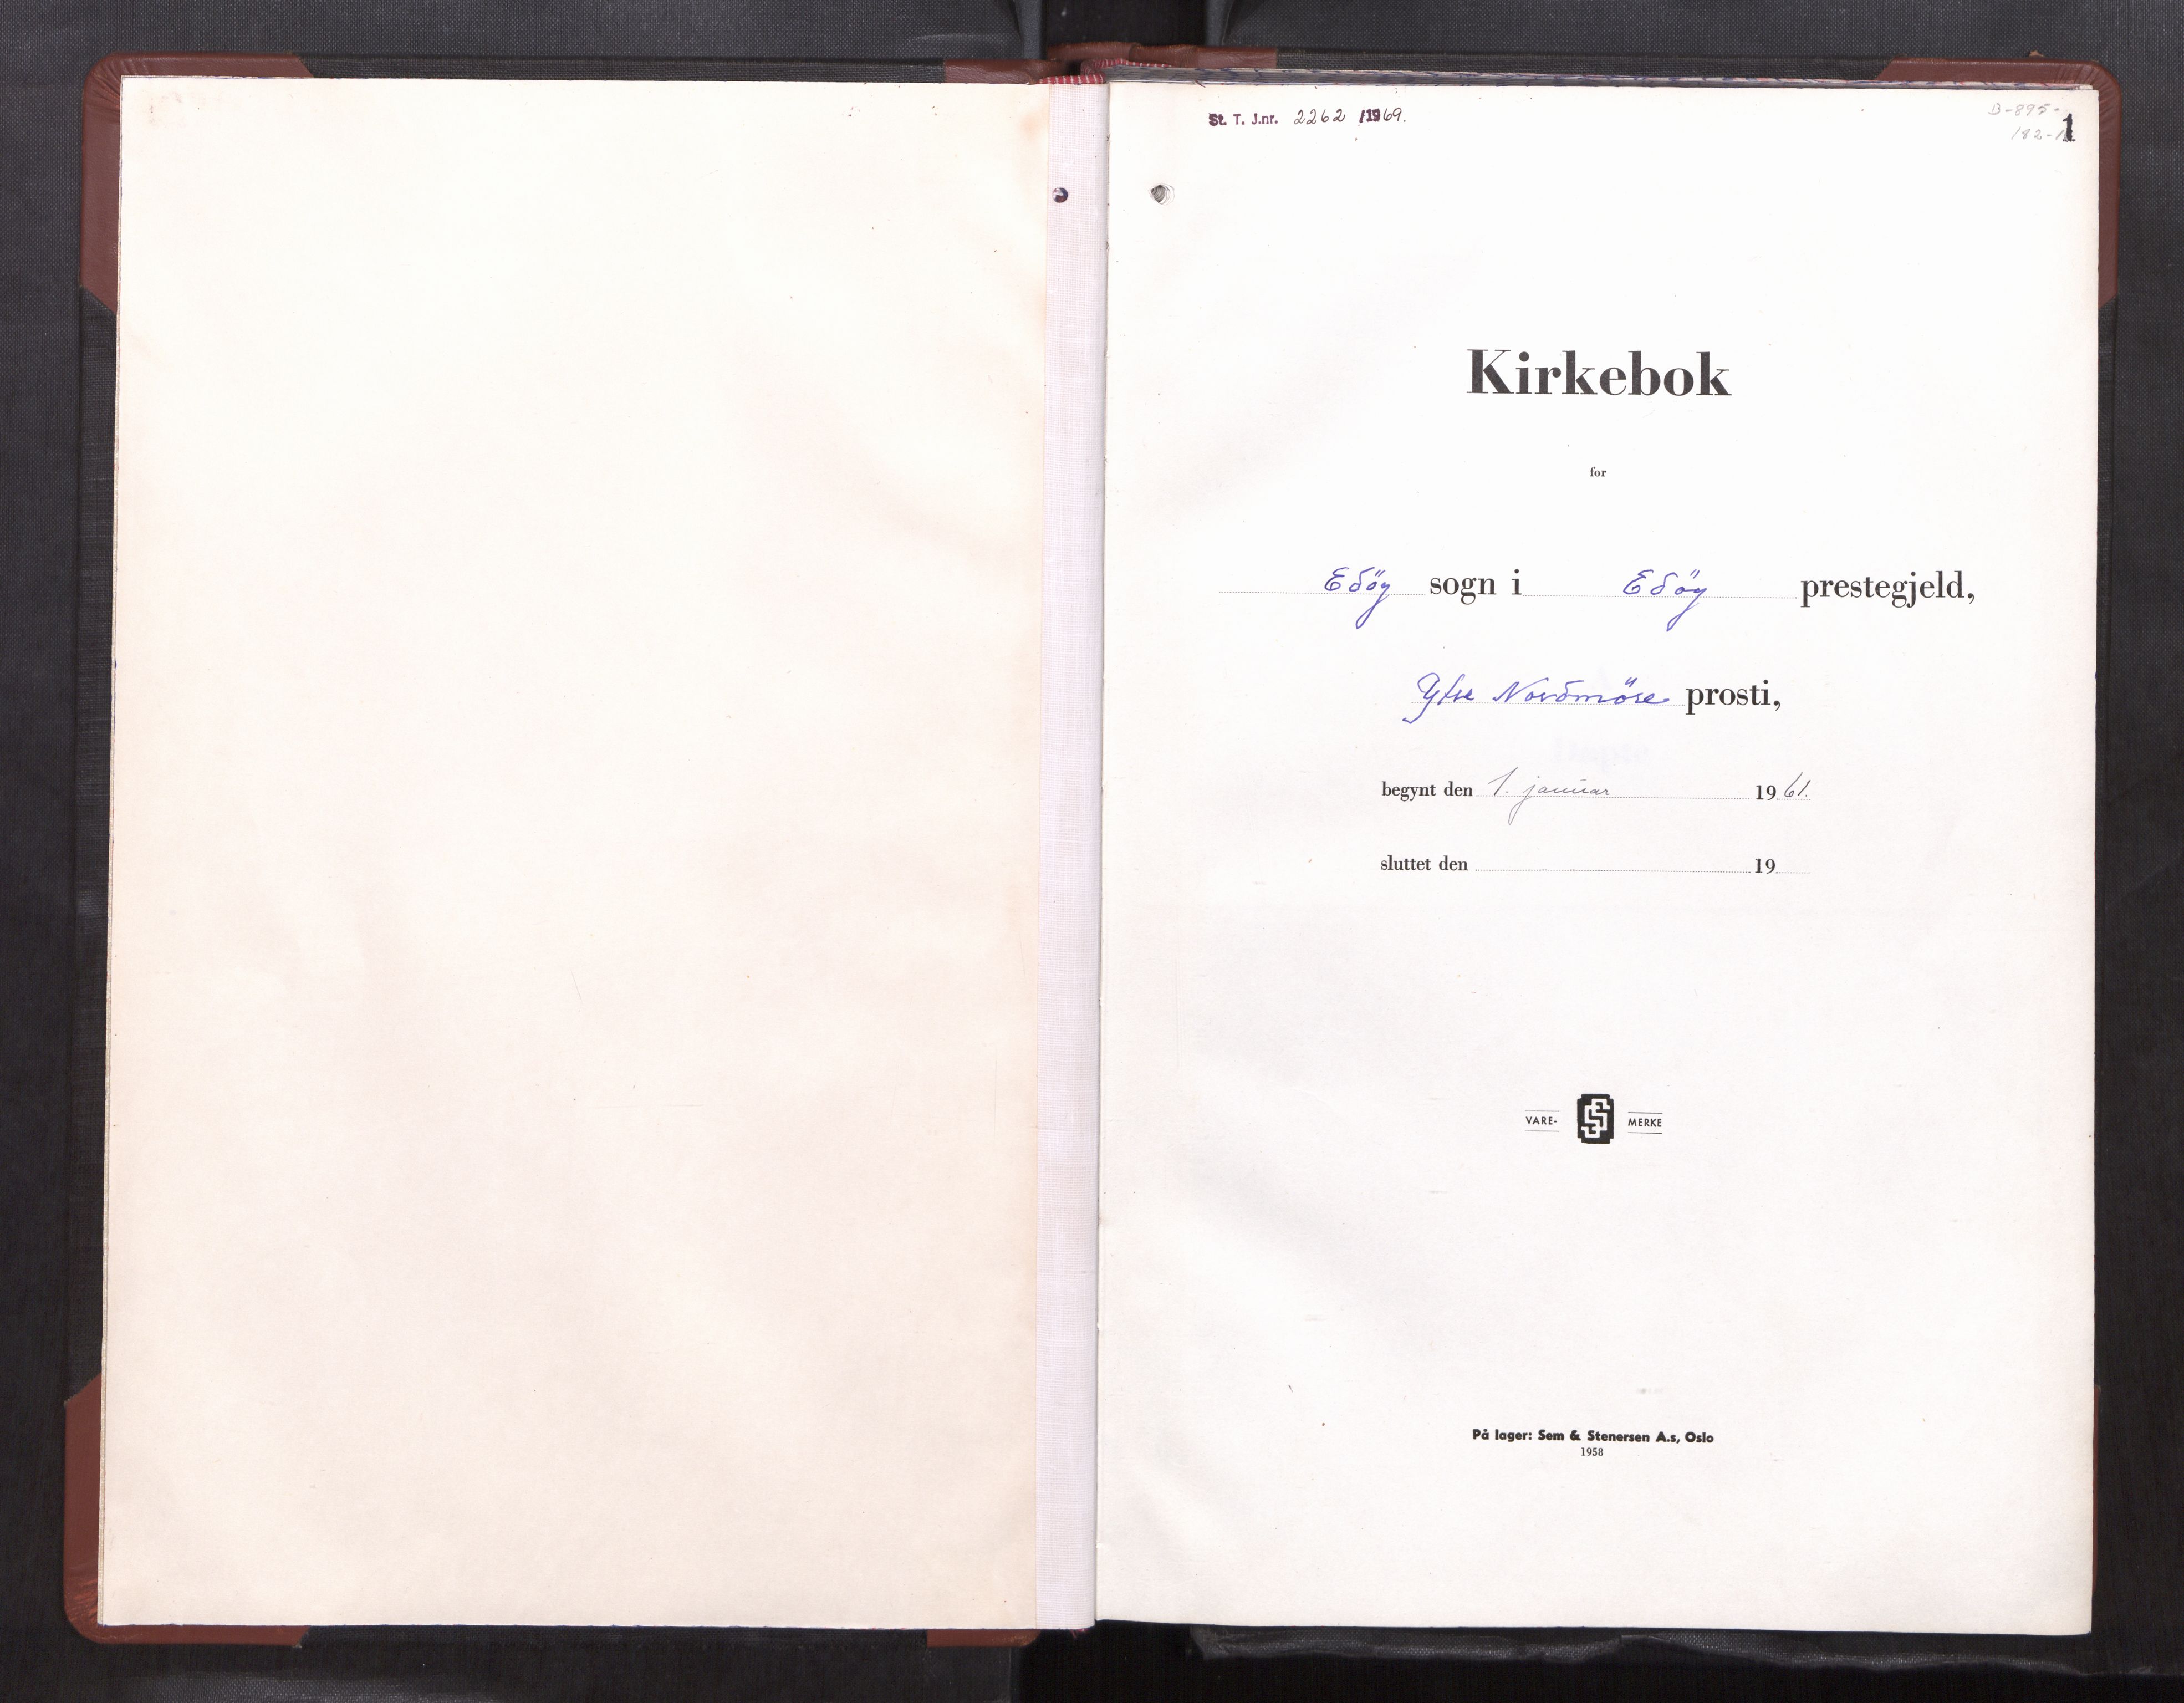 St. T. J.nr. 2262 /1969.
B-895-
182-
1
Kirkebok
for
Edöy sogn i Edöy prestegjeld,
Ytre Nordmöre prosti,
begynt den 1. januar 1961.
sluttet den 19
VARE- MERKE
På lager: Sem & Stenersen A.s, Oslo
1958